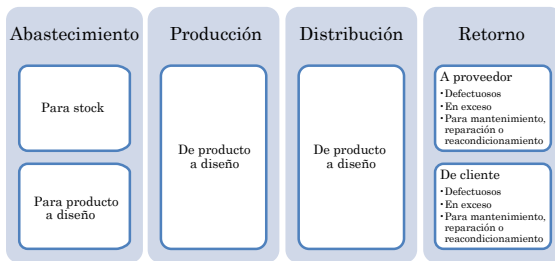 Abastecimiento
Para stock
Para producto
a diseño
Producción
De producto
a diseño
Distribución
De producto
a diseño
Retorno
A proveedor
• Defectuosos
• En exceso
• Para mantenimiento,
reparación o
reacondicionamiento
De cliente
• Defectuosos
• En exceso
• Para mantenimiento,
reparación o
reacondicionamiento